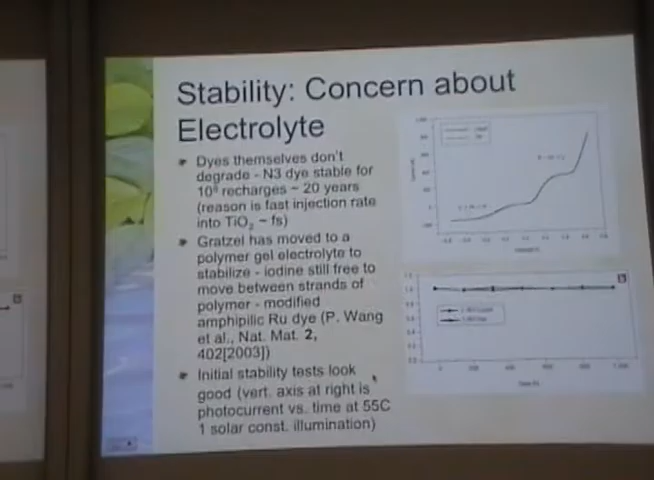 Stability: Concern about
Electrolyte
Dyes themselves don't
degrade - N3 dye stable for
10⁸ recharges ~ 20 years
(reason is fast injection rate
into TiO₂ ~ fs)
Gratzel has moved to a
polymer gel electrolyte to
stabilize - iodine still free to
move between strands of
polymer - modified
amphipilic Ru dye (P. Wang
et al., Nat. Mat. 2,
402[2003])
Initial stability tests look
good (vert. axis at right is
photocurrent vs. time at 55C
1 solar const. illumination)